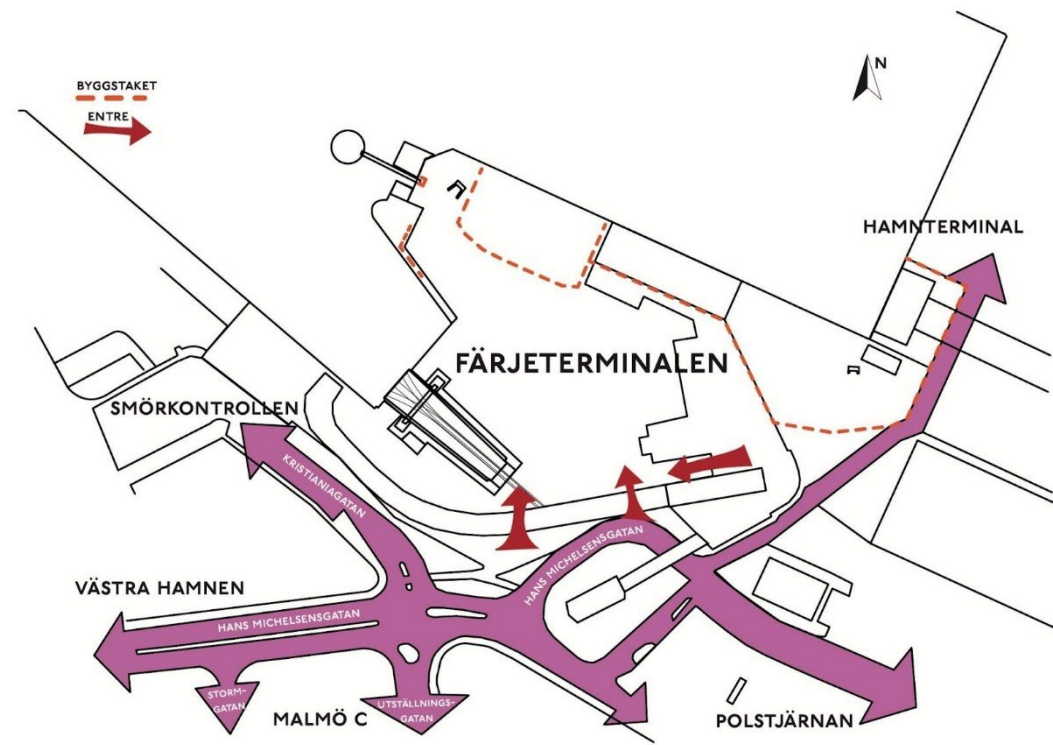 N
BYGGSTAKET
ENTRE
HAMNTERMINAL
FÄRJETERMINALEN
SMÖRKONTROLLEN
KRISTIANIAGATAN
HANS MICHELSENSGATAN
VÄSTRA HAMNEN
HANS MICHELSENSGATAN
STORM-
GATAN
UTSTÄLLNINGS-
GATAN
MALMÖ C
POLSTJÄRNAN